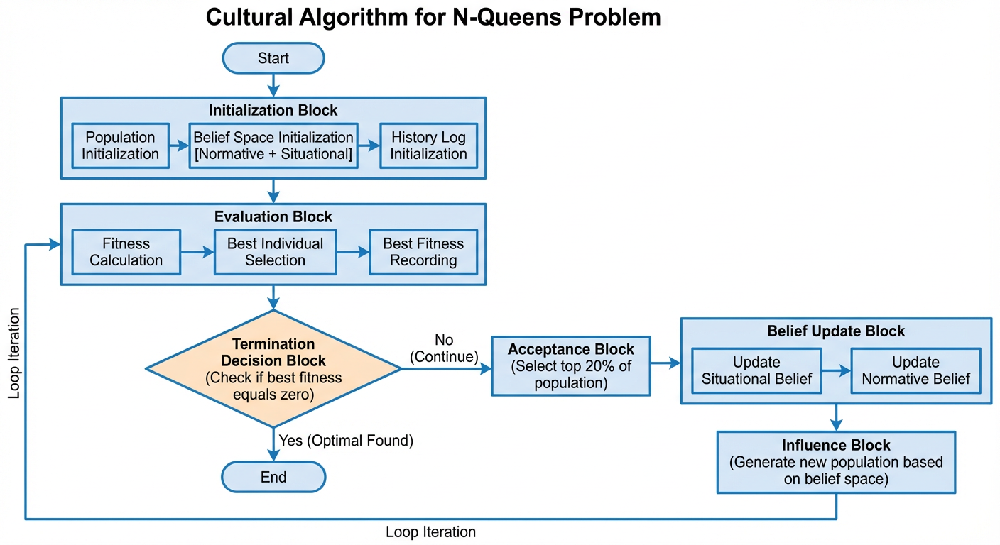 Cultural Algorithm for N-Queens Problem
Start
Initialization Block
Population
Initialization
Belief Space Initialization
[Normative + Situational]
History Log
Initialization
Evaluation Block
Fitness
Calculation
Best Individual
Selection
Best Fitness
Recording
Loop Iteration
Termination
Decision Block
(Check if best fitness
equals zero)
No
(Continue)
Acceptance Block
(Select top 20% of
population)
Belief Update Block
Update
Situational Belief
Update
Normative Belief
Yes (Optimal Found)
End
Influence Block
(Generate new population based
on belief space)
Loop Iteration